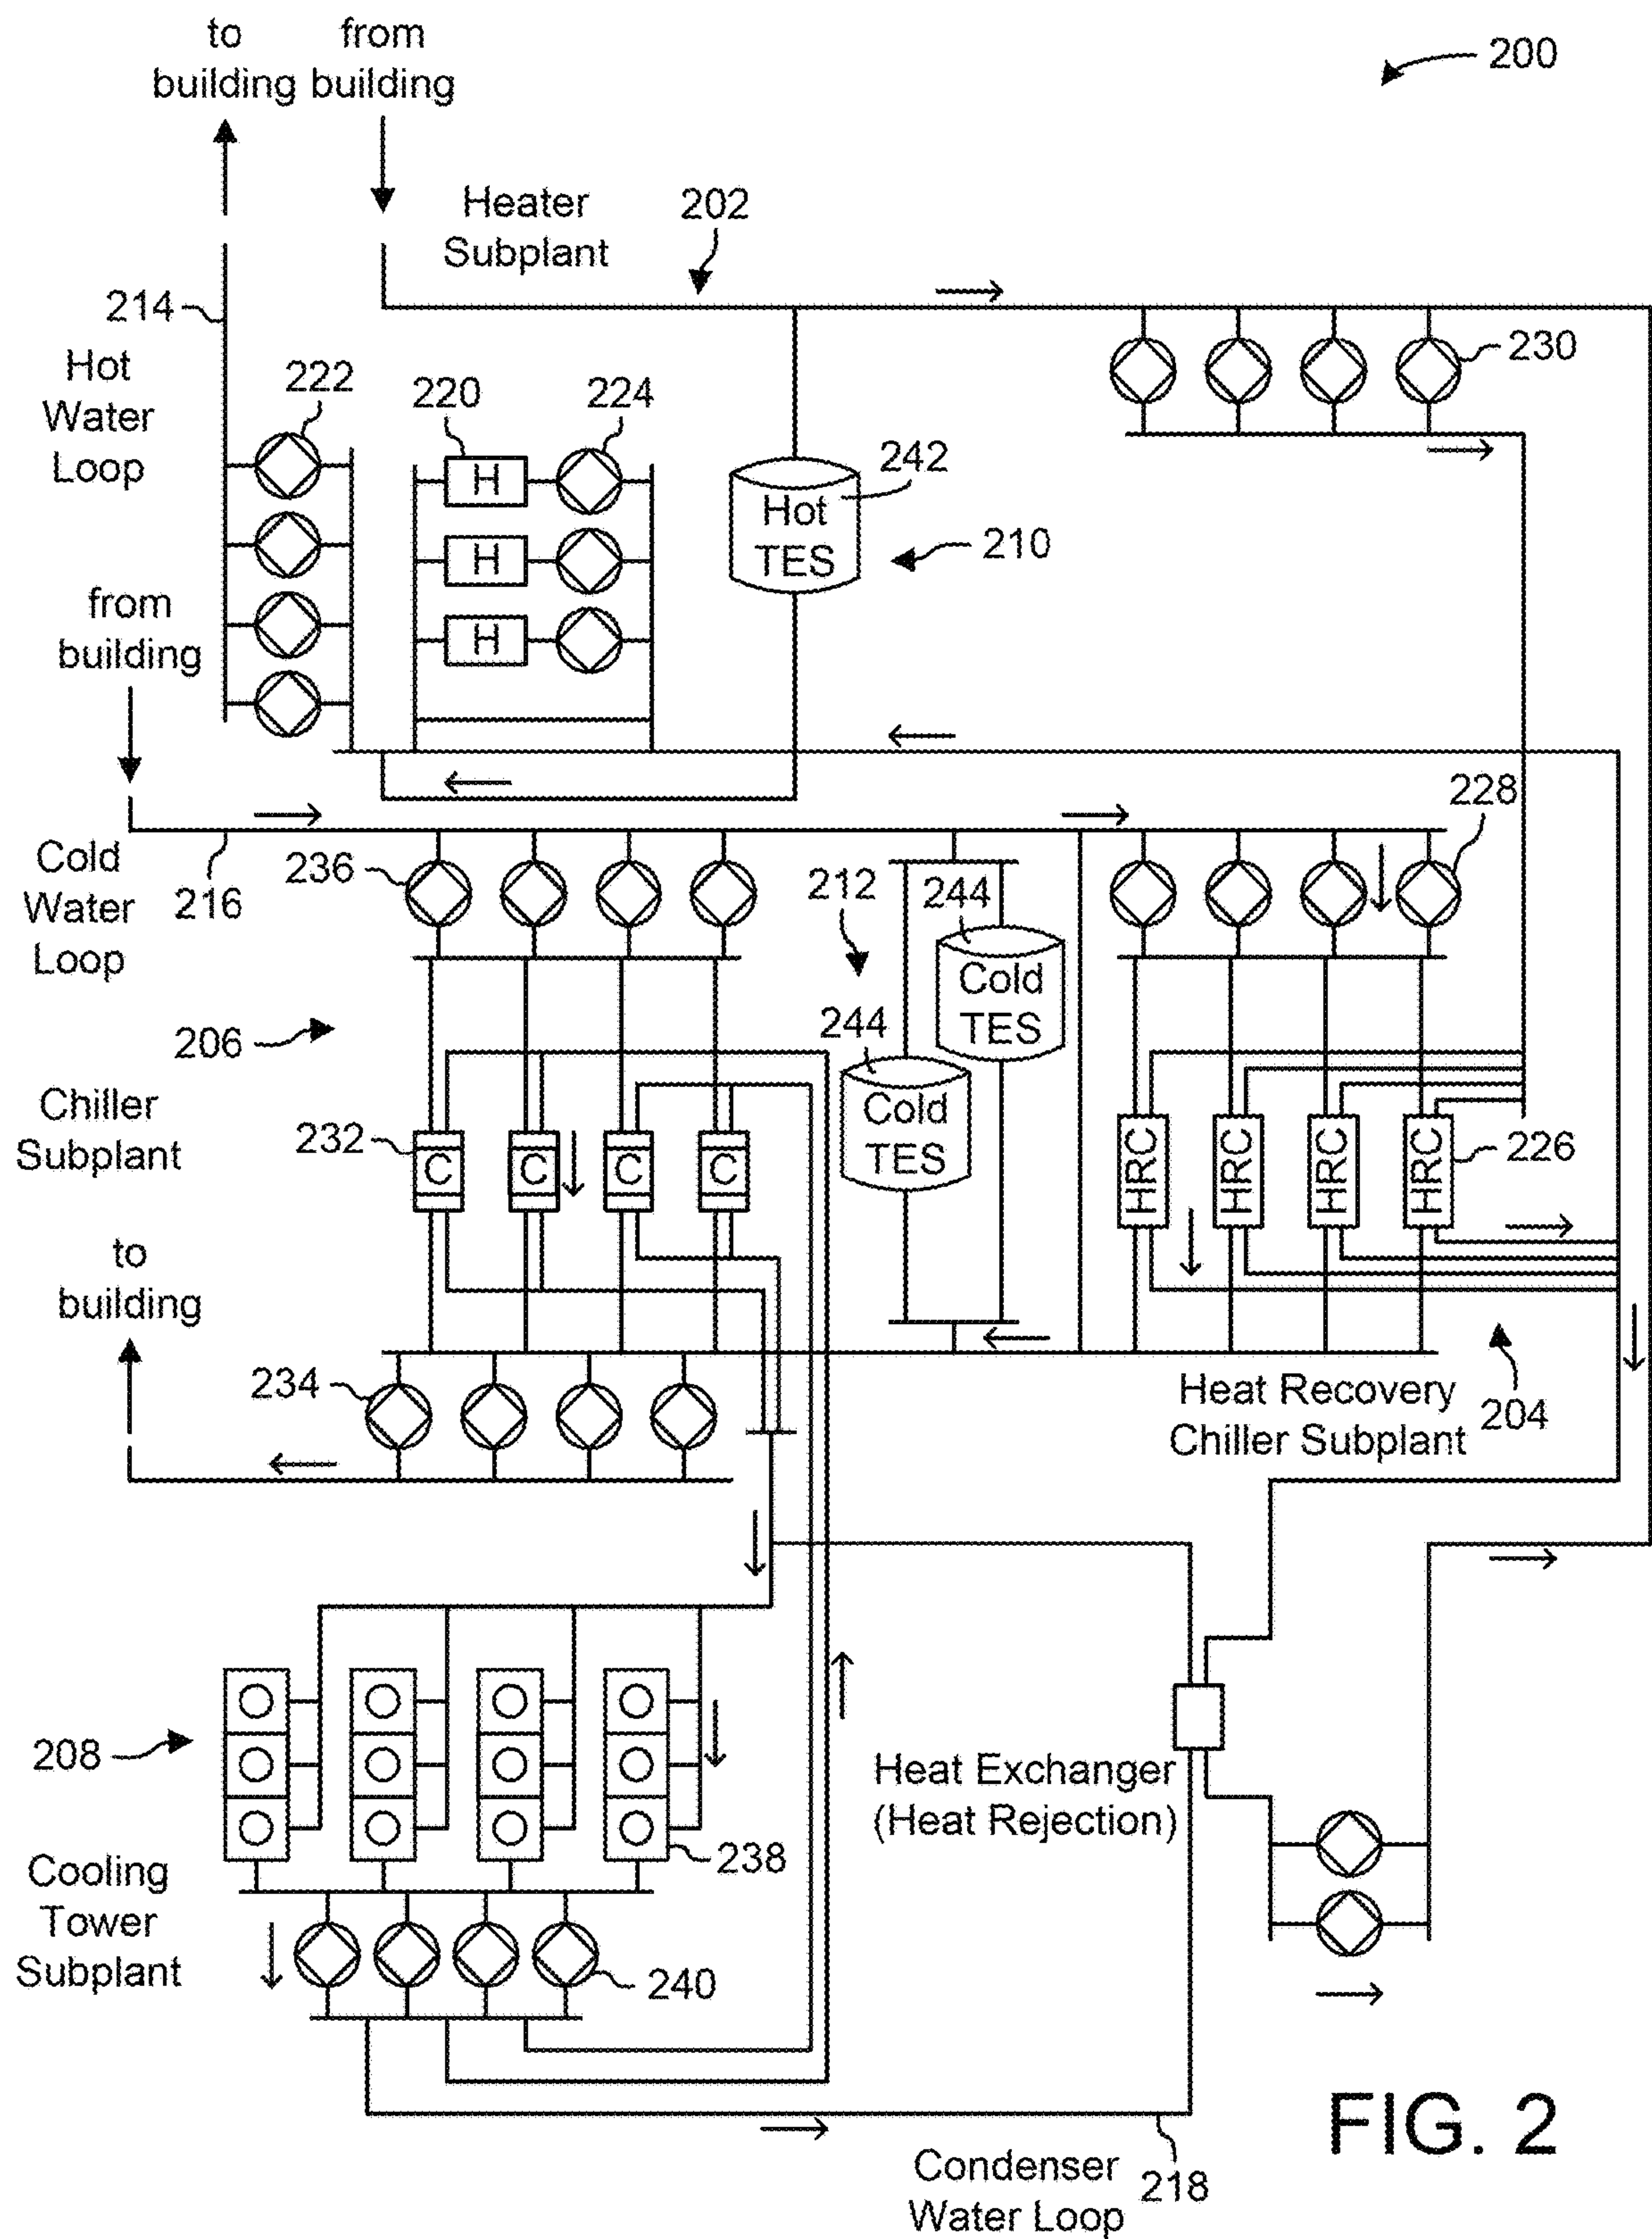 to
building
from
building
200
Heater
Subplant
202
214
Hot
Water
Loop
222
220
224
230
H
H
H
Hot
TES
242
210
from
building
228
Cold
Water
Loop
216
236
212
244
Cold
TES
244
Cold
TES
206
Chiller
Subplant
232
C
C
C
C
HRC
HRC
HRC
HRC
226
to
building
234
Heat Recovery
Chiller Subplant
204
208
Heat Exchanger
(Heat Rejection)
238
Cooling
Tower
Subplant
240
Condenser
Water Loop
218
FIG. 2